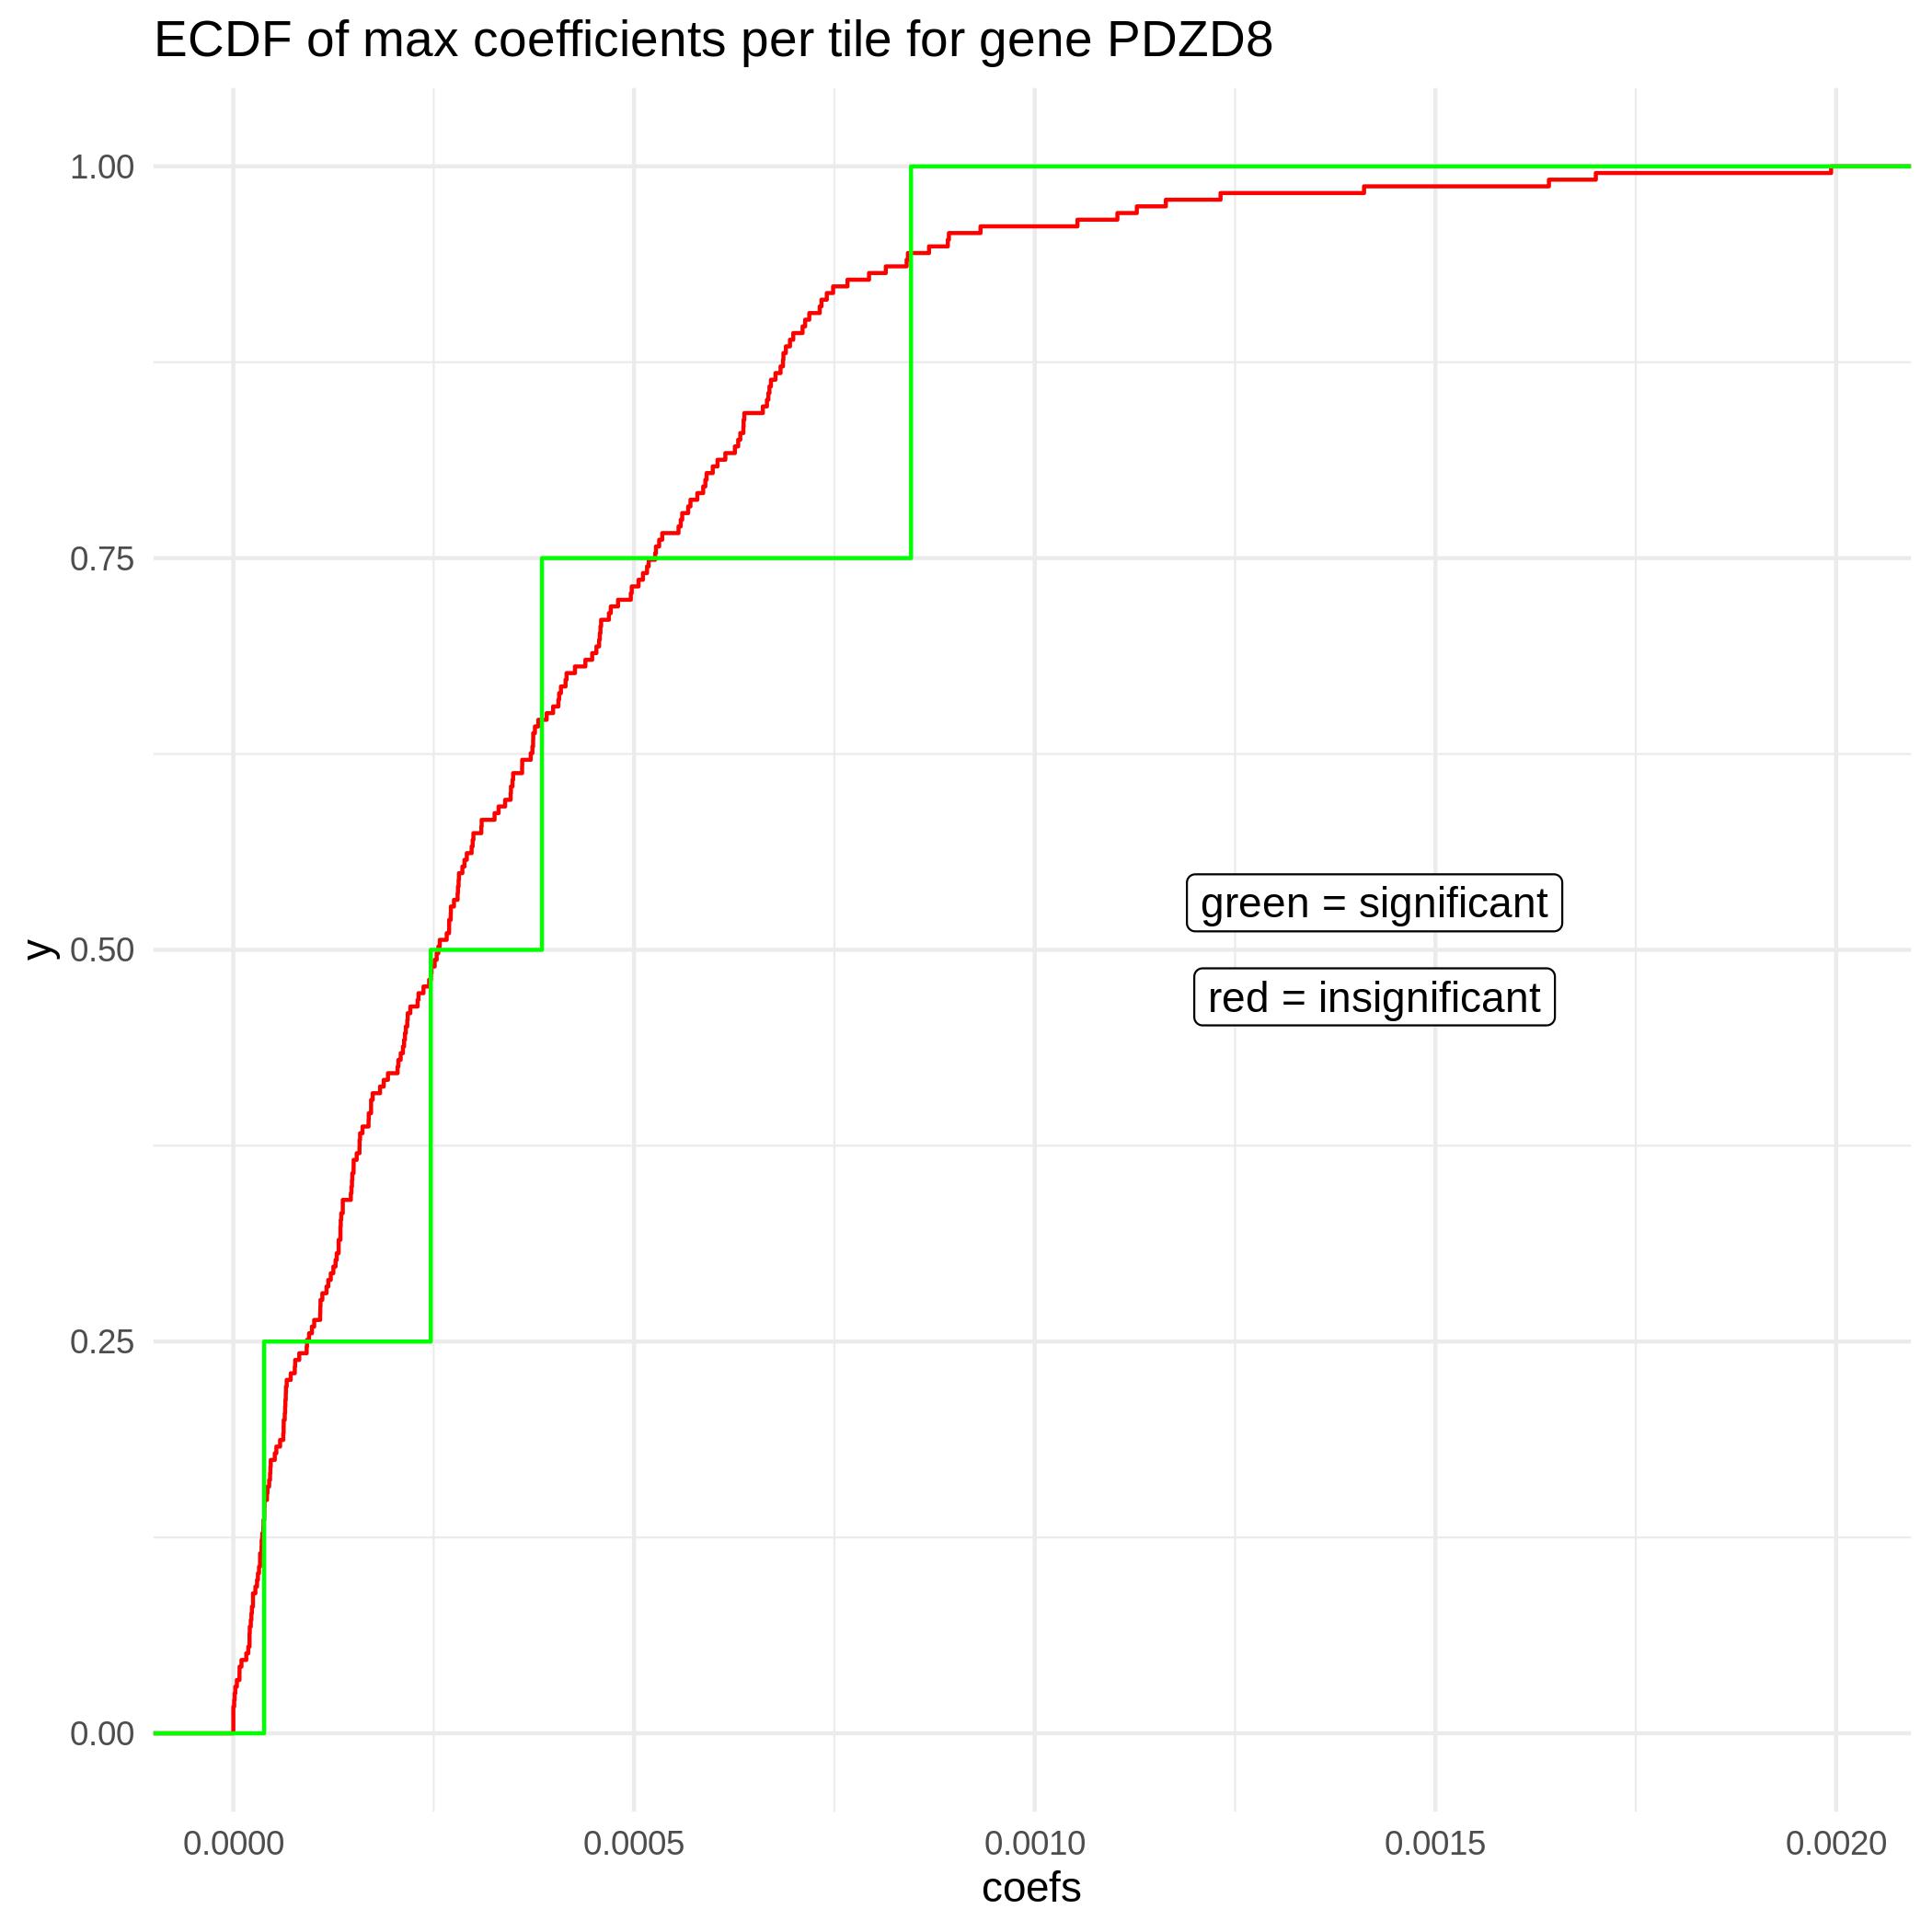 ECDF of max coefficients per tile for gene PDZD8
1.00
0.75
0.50
0.25
0.00
y
green = significant
red = insignificant
0.0000 0.0005 0.0010 0.0015 0.0020
coefs